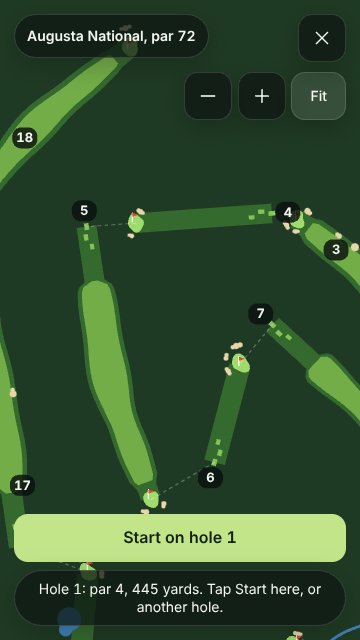 Augusta National, par 72
Fit
18
5
4
3
7
6
17
Start on hole 1
Hole 1: par 4, 445 yards. Tap Start here, or
another hole.